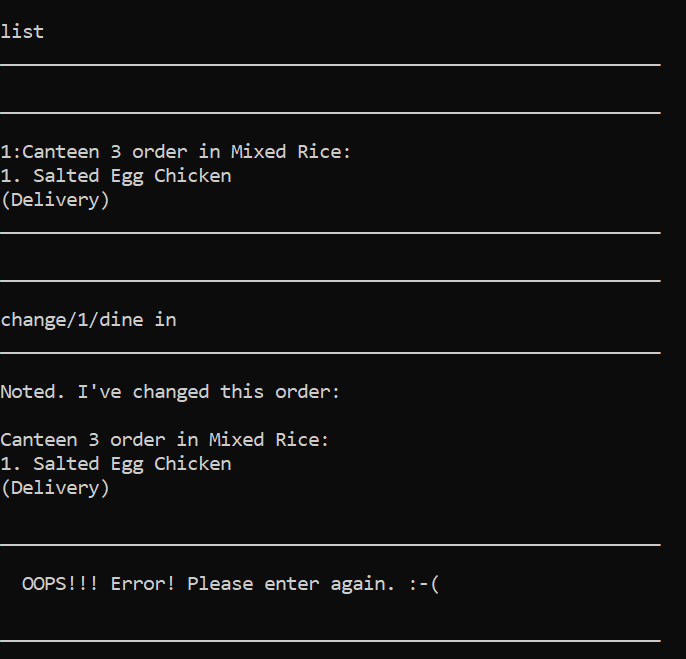 list
1:Canteen 3 order in Mixed Rice:
1. Salted Egg Chicken
(Delivery)
change/1/dine in
Noted. I've changed this order:
Canteen 3 order in Mixed Rice:
1. Salted Egg Chicken
(Delivery)
OOPS!!! Error! Please enter again. :-(